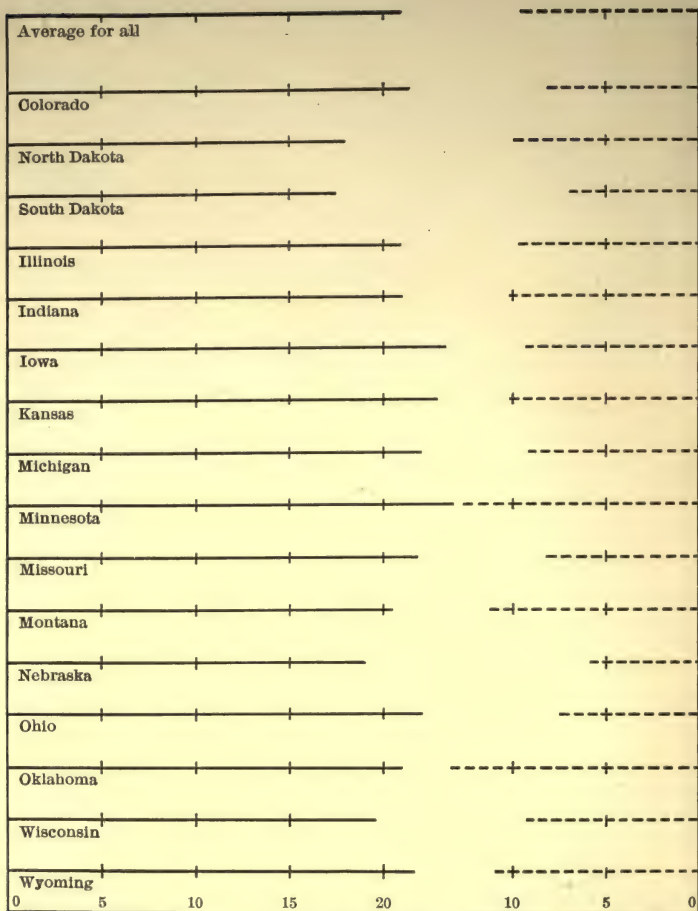 Average for all
Colorado
North Dakota
South Dakota
Illinois
Indiana
Iowa
Kansas
Michigan
Minnesota
Missouri
Montana
Nebraska
Ohio
Oklahoma
Wisconsin
Wyoming
0 5 10 15 20 10 5 0